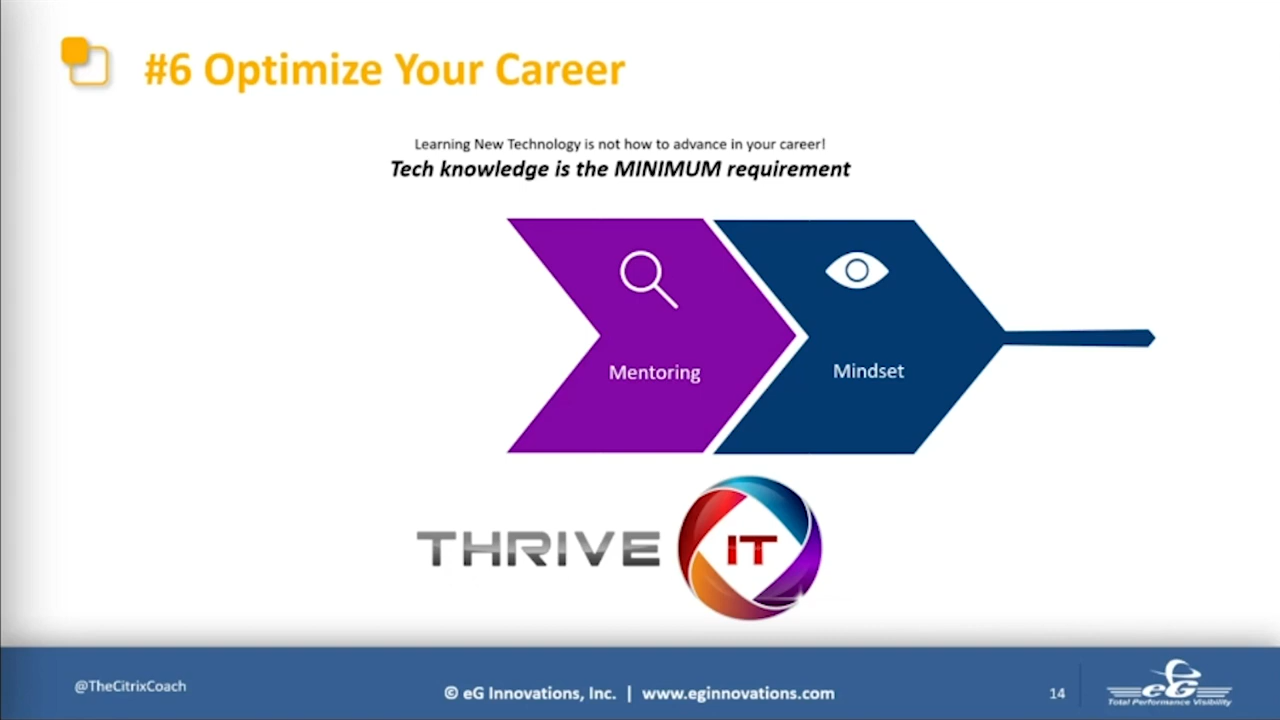 #6 Optimize Your Career
Learning New Technology is not how to advance in your career!
Tech knowledge is the MINIMUM requirement
Mentoring
Mindset
THRIVE IT
@TheCitrixCoach
© eG Innovations, Inc. | www.eginnovations.com
14
eG
Total Performance Visibility